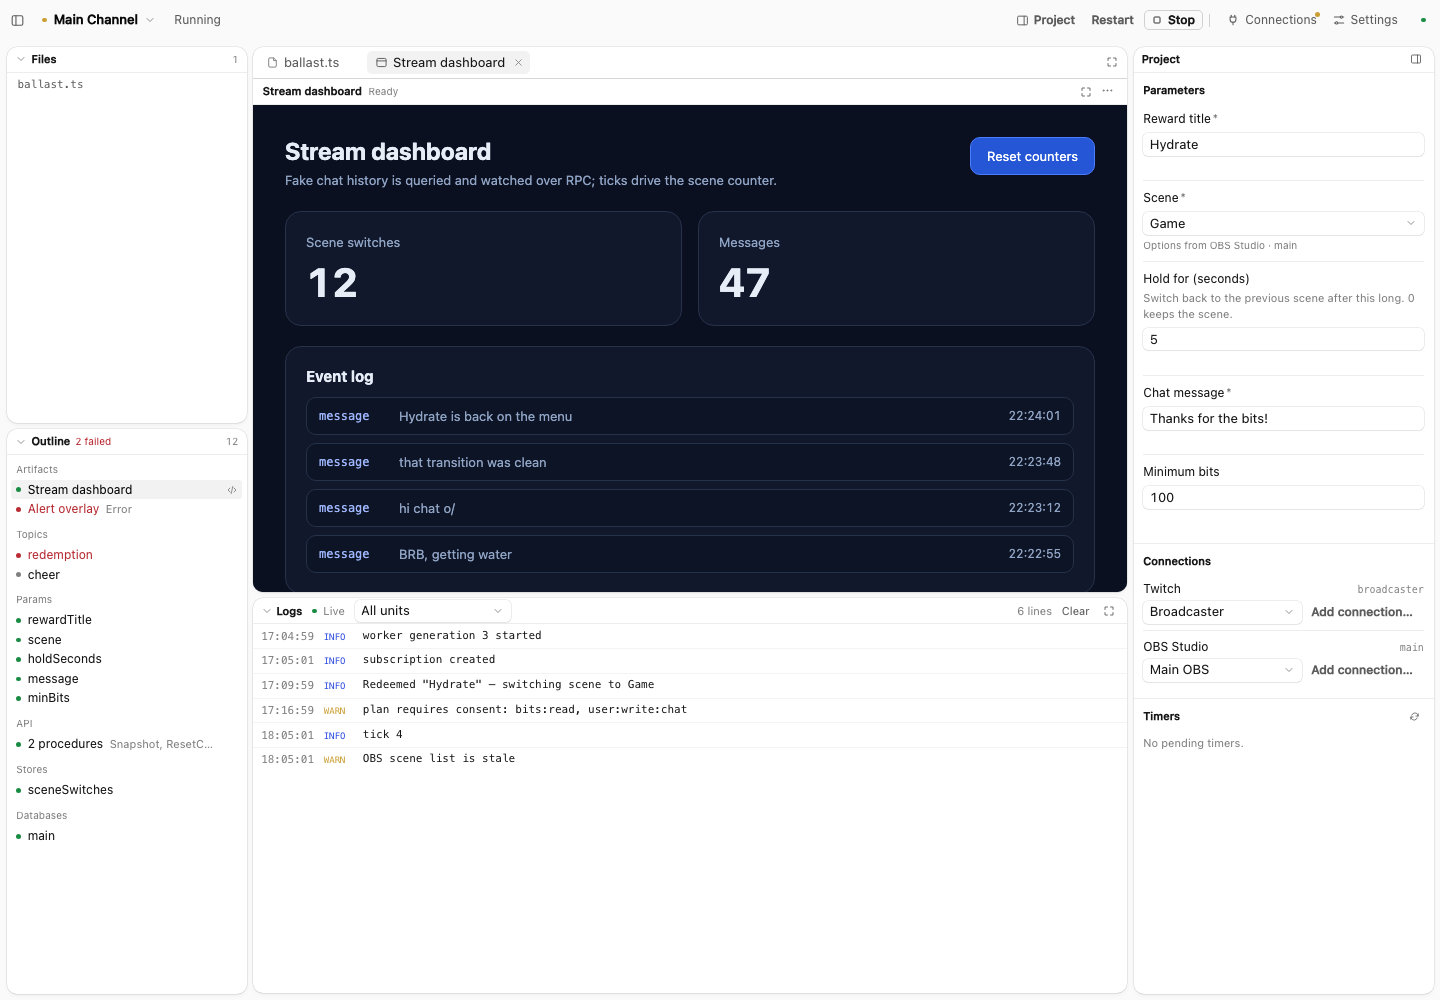 Main Channel
Running
Project
Restart
Stop
Connections
Settings
Files
1
ballast.ts
Outline 2 failed
12
Artifacts
Stream dashboard
Alert overlay Error
Topics
redemption
cheer
Params
rewardTitle
scene
holdSeconds
message
minBits
API
2 procedures Snapshot, ResetC...
Stores
sceneSwitches
Databases
main
ballast.ts
Stream dashboard
Stream dashboard Ready
Stream dashboard
Fake chat history is queried and watched over RPC; ticks drive the scene counter.
Reset counters
Scene switches
12
Messages
47
Event log
message Hydrate is back on the menu 22:24:01
message that transition was clean 22:23:48
message hi chat o/ 22:23:12
message BRB, getting water 22:22:55
Logs Live All units 6 lines Clear
17:04:59 INFO worker generation 3 started
17:05:01 INFO subscription created
17:09:59 INFO Redeemed "Hydrate" — switching scene to Game
17:16:59 WARN plan requires consent: bits:read, user:write:chat
18:05:01 INFO tick 4
18:05:01 WARN OBS scene list is stale
Project
Parameters
Reward title *
Hydrate
Scene *
Game
Options from OBS Studio · main
Hold for (seconds)
Switch back to the previous scene after this long. 0
keeps the scene.
5
Chat message *
Thanks for the bits!
Minimum bits
100
Connections
Twitch broadcaster
Broadcaster Add connection...
OBS Studio main
Main OBS Add connection...
Timers
No pending timers.